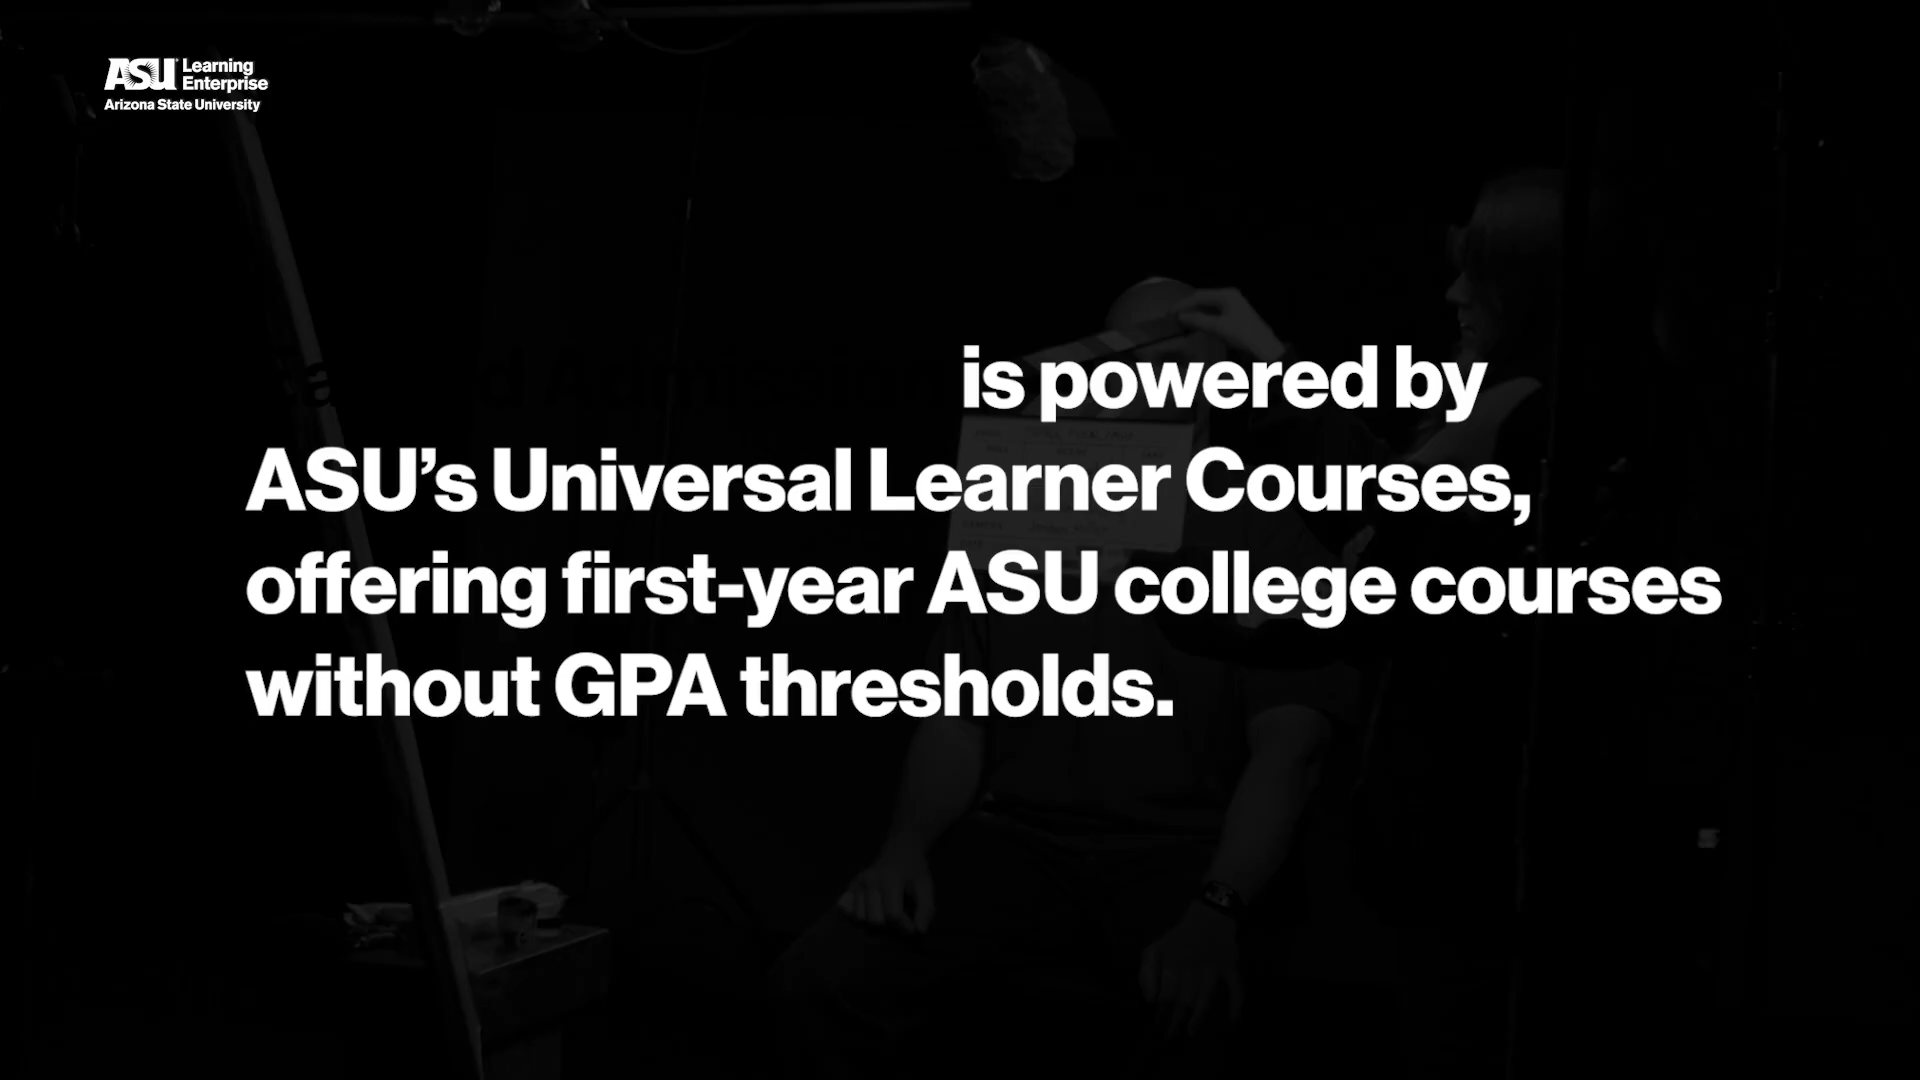 ASU Learning
Enterprise
Arizona State University
is powered by
ASU’s Universal Learner Courses,
offering first-year ASU college courses
without GPA thresholds.